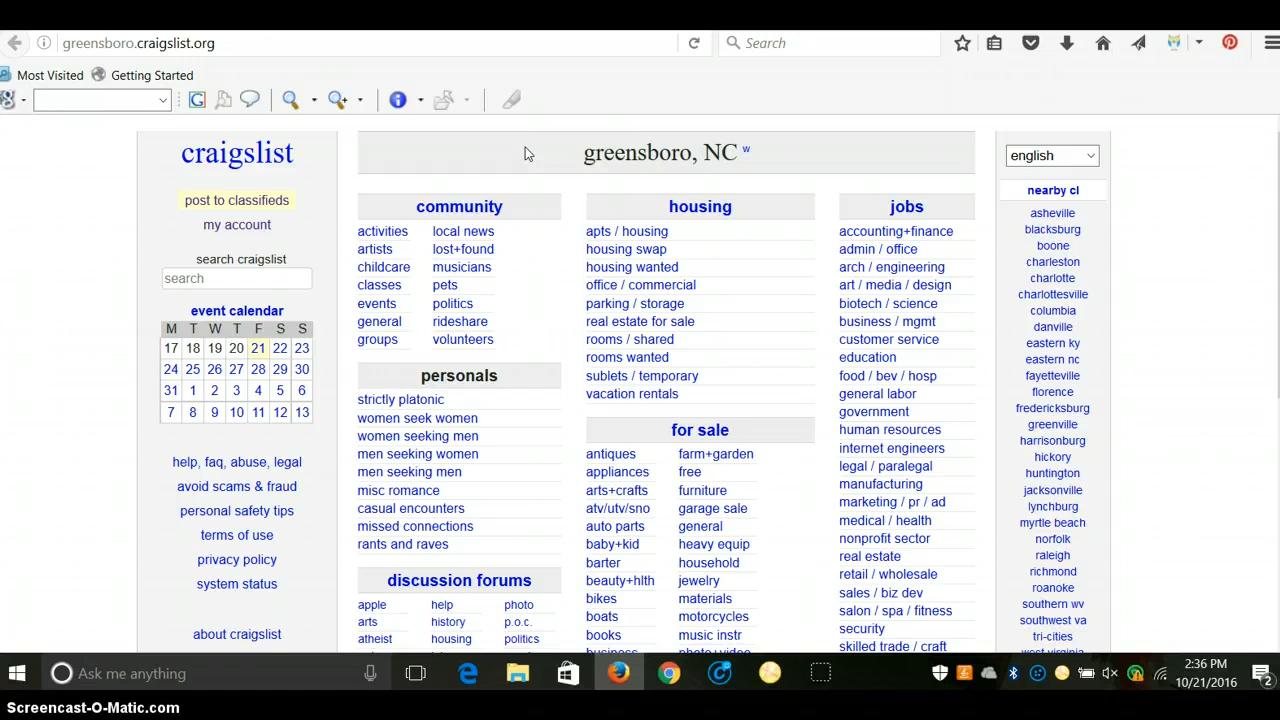 greensboro.craigslist.org
Search
Most Visited
Getting Started
craigslist
post to classifieds
my account
search craigslist
search
event calendar
M T W T F S S
17 18 19 20 21 22 23
24 25 26 27 28 29 30
31 1 2 3 4 5 6
7 8 9 10 11 12 13
help, faq, abuse, legal
avoid scams & fraud
personal safety tips
terms of use
privacy policy
system status
about craigslist
greensboro, NC w
community
activities
artists
childcare
classes
events
general
groups
local news
lost+found
musicians
pets
politics
rideshare
volunteers
personals
strictly platonic
women seek women
women seeking men
men seeking women
men seeking men
misc romance
casual encounters
missed connections
rants and raves
discussion forums
apple
arts
atheist
help
history
housing
photo
p.o.c.
politics
housing
apts / housing
housing swap
housing wanted
office / commercial
parking / storage
real estate for sale
rooms / shared
rooms wanted
sublets / temporary
vacation rentals
for sale
antiques
appliances
arts+crafts
atv/utv/sno
auto parts
baby+kid
barter
beauty+hlth
bikes
boats
books
business
farm+garden
free
furniture
garage sale
general
heavy equip
household
jewelry
materials
motorcycles
music instr
photo+video
jobs
accounting+finance
admin / office
arch / engineering
art / media / design
biotech / science
business / mgmt
customer service
education
food / bev / hosp
general labor
government
human resources
internet engineers
legal / paralegal
manufacturing
marketing / pr / ad
medical / health
nonprofit sector
real estate
retail / wholesale
sales / biz dev
salon / spa / fitness
security
skilled trade / craft
english
nearby cl
asheville
blacksburg
boone
charleston
charlotte
charlottesville
columbia
danville
eastern ky
eastern nc
fayetteville
florence
fredericksburg
greenville
harrisonburg
hickory
huntington
jacksonville
lynchburg
myrtle beach
norfolk
raleigh
richmond
roanoke
southern wv
southwest va
tri-cities
west virginia
Ask me anything
2:36 PM
10/21/2016
2
Screencast-O-Matic.com